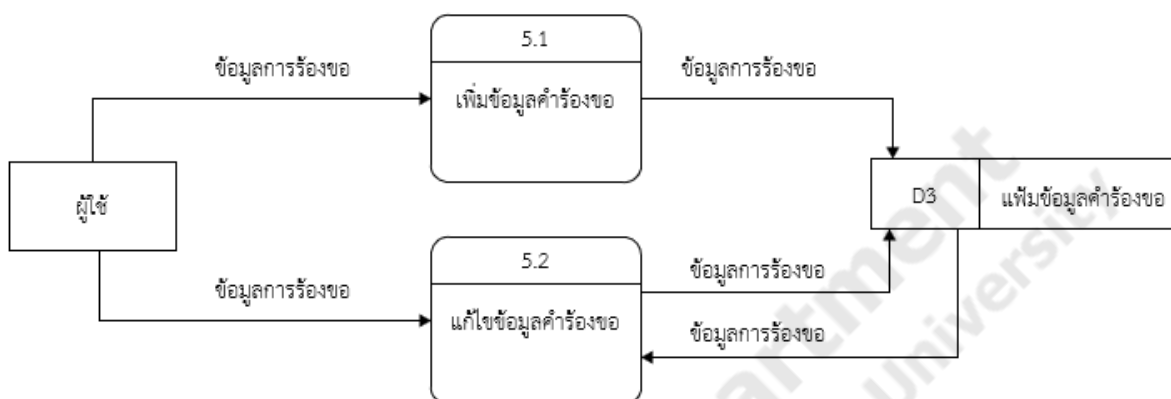 5.1
ข้อมูลการร้องขอ
ข้อมูลการร้องขอ
เพิ่มข้อมูลคำร้องขอ
ผู้ใช้
D3
แฟ้มข้อมูลคำร้องขอ
5.2
ข้อมูลการร้องขอ
ข้อมูลการร้องขอ
แก้ไขข้อมูลคำร้องขอ
ข้อมูลการร้องขอ
University